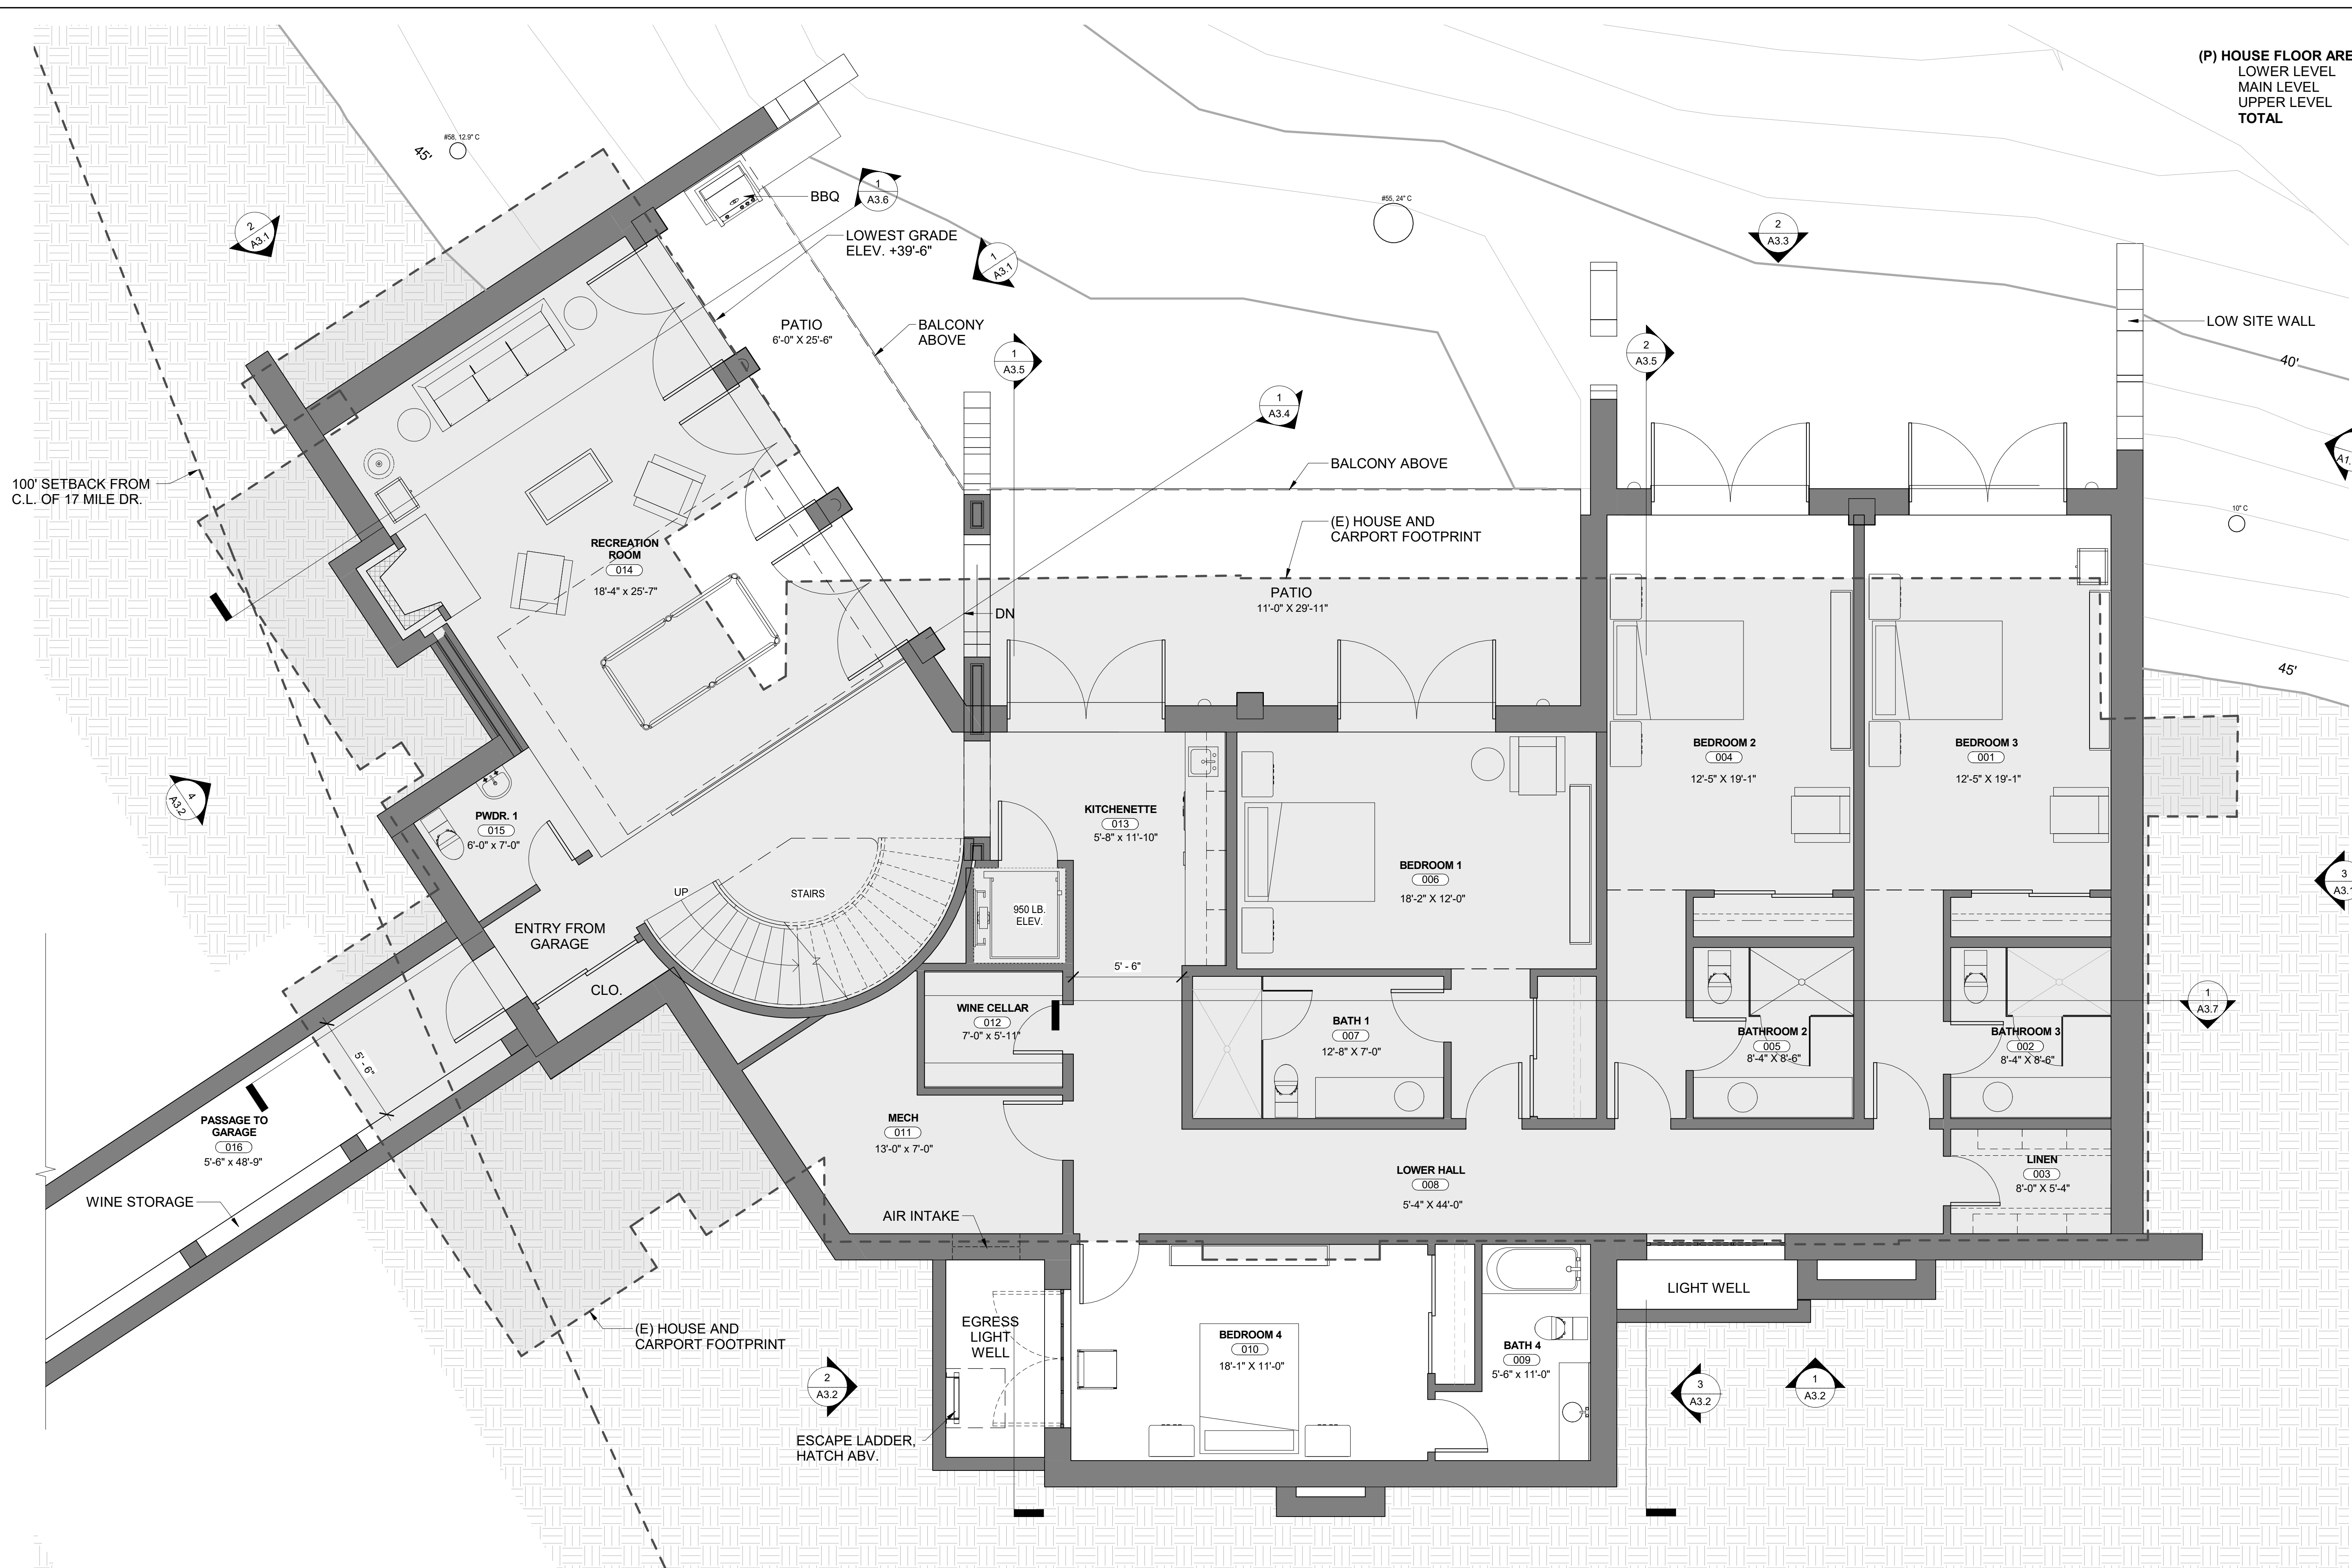 (P) HOUSE FLOOR ARE
LOWER LEVEL
MAIN LEVEL
UPPER LEVEL
TOTAL
#58, 12.9" C
45'
2
A3.1
BBQ
1
A3.6
LOWEST GRADE
ELEV. +39'-6"
1
A3.1
#55, 24" C
2
A3.3
PATIO
6'-0" X 25'-6"
BALCONY
ABOVE
1
A3.5
2
A3.5
LOW SITE WALL
40'
1
A3.4
BALCONY ABOVE
100' SETBACK FROM
C.L. OF 17 MILE DR.
10" C
(E) HOUSE AND
CARPORT FOOTPRINT
RECREATION
ROOM
014
18'-4" x 25'-7"
PATIO
11'-0" X 29'-11"
DN
45'
BEDROOM 2
004
12'-5" X 19'-1"
BEDROOM 3
001
12'-5" X 19'-1"
4
A3.2
PWDR. 1
015
6'-0" x 7'-0"
KITCHENETTE
013
5'-8" x 11'-10"
BEDROOM 1
006
18'-2" X 12'-0"
UP
STAIRS
950 LB.
ELEV.
3
ENTRY FROM
GARAGE
5' - 6"
CLO.
WINE CELLAR
012
7'-0" x 5'-11"
BATH 1
007
12'-8" X 7'-0"
BATHROOM 2
005
8'-4" X 8'-6"
BATHROOM 3
002
8'-4" X 8'-6"
1
A3.7
5' - 6"
PASSAGE TO
GARAGE
016
5'-6" x 48'-9"
MECH
011
13'-0" x 7'-0"
LOWER HALL
008
5'-4" X 44'-0"
LINEN
003
8'-0" X 5'-4"
WINE STORAGE
AIR INTAKE
LIGHT WELL
(E) HOUSE AND
CARPORT FOOTPRINT
EGRESS
LIGHT
WELL
BEDROOM 4
010
18'-1" X 11'-0"
BATH 4
009
5'-6" x 11'-0"
2
A3.2
3
A3.2
1
A3.2
ESCAPE LADDER,
HATCH ABV.